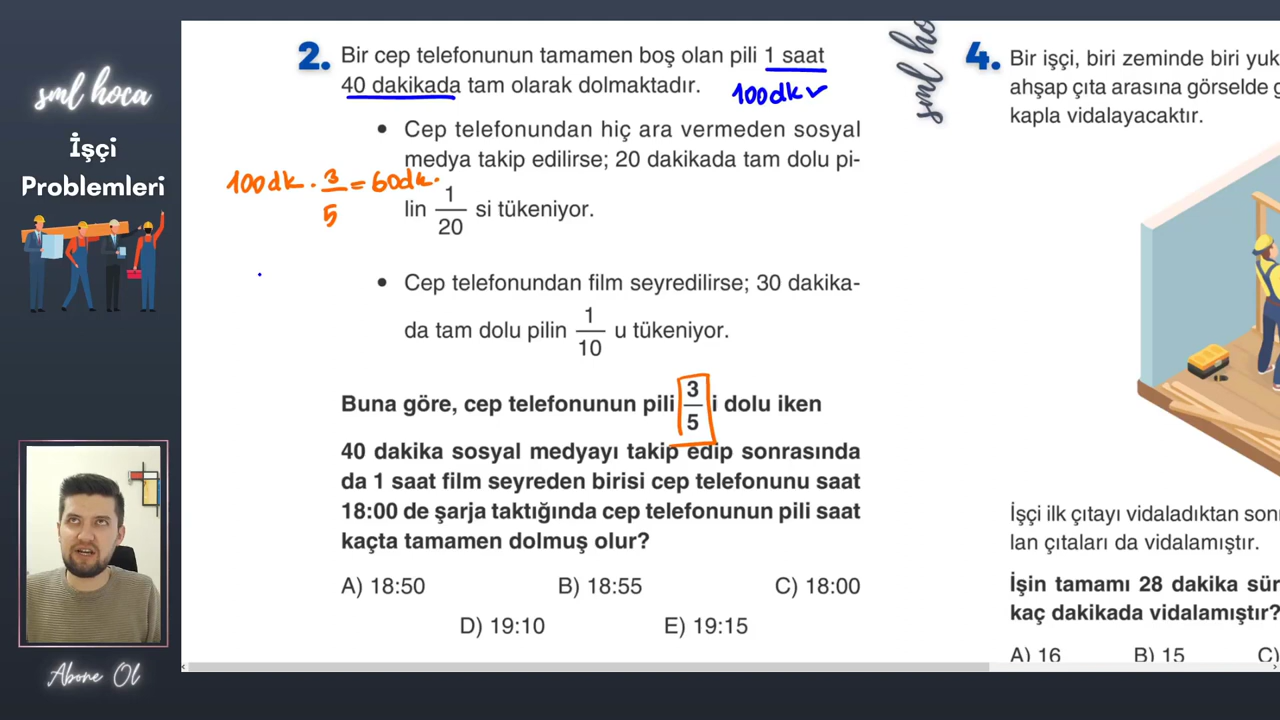 sml hoca
İşçi
Problemleri
Abone Ol
2. Bir cep telefonunun tamamen boş olan pili 1 saat
40 dakikada tam olarak dolmaktadır.
100dk
• Cep telefonundan hiç ara vermeden sosyal
medya takip edilirse; 20 dakikada tam dolu pi-
lin 1/20 si tükeniyor.
100dk · 3/5 = 60dk.
• Cep telefonundan film seyredilirse; 30 dakika-
da tam dolu pilin 1/10 u tükeniyor.
Buna göre, cep telefonunun pili 3/5 i dolu iken
40 dakika sosyal medyayı takip edip sonrasında
da 1 saat film seyreden birisi cep telefonunu saat
18:00 de şarja taktığında cep telefonunun pili saat
kaçta tamamen dolmuş olur?
A) 18:50 B) 18:55 C) 18:00
D) 19:10 E) 19:15
sml ho
4. Bir işçi, biri zeminde biri yuk
ahşap çıta arasına görselde g
kapla vidalayacaktır.
İşçi ilk çıtayı vidaladıktan son
lan çıtaları da vidalamıştır.
İşin tamamı 28 dakika sür
kaç dakikada vidalamıştır?
A) 16 B) 15 C)